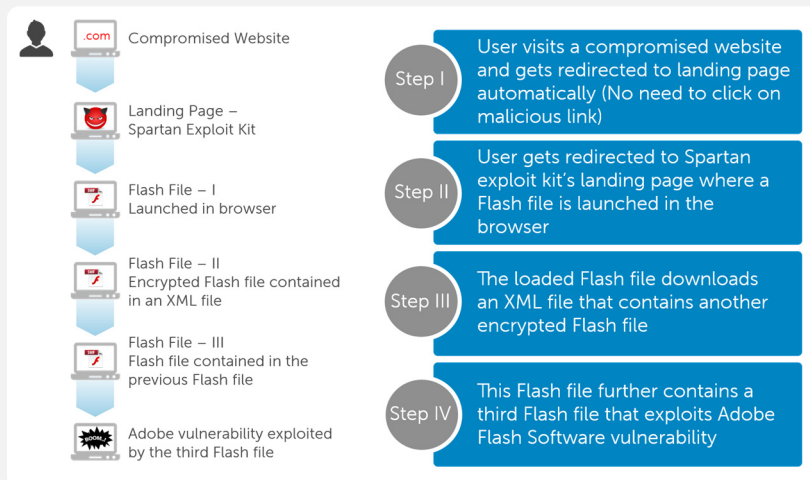 .com
Compromised Website
Landing Page –
Spartan Exploit Kit
Flash File – I
Launched in browser
Flash File – II
Encrypted Flash file contained
in an XML file
Flash File – III
Flash file contained in the
previous Flash file
BOOM..!
Adobe vulnerability exploited
by the third Flash file
Step I
User visits a compromised website
and gets redirected to landing page
automatically (No need to click on
malicious link)
Step II
User gets redirected to Spartan
exploit kit's landing page where a
Flash file is launched in the
browser
Step III
The loaded Flash file downloads
an XML file that contains another
encrypted Flash file
Step IV
This Flash file further contains a
third Flash file that exploits Adobe
Flash Software vulnerability